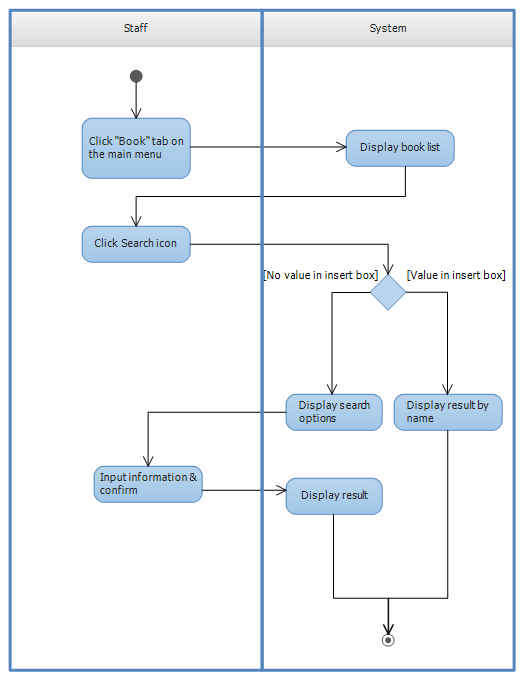 Staff
System
Click "Book" tab on
the main menu
Display book list
Click Search icon
[No value in insert box]
[Value in insert box]
Display search
options
Display result by
name
Input information &
confirm
Display result